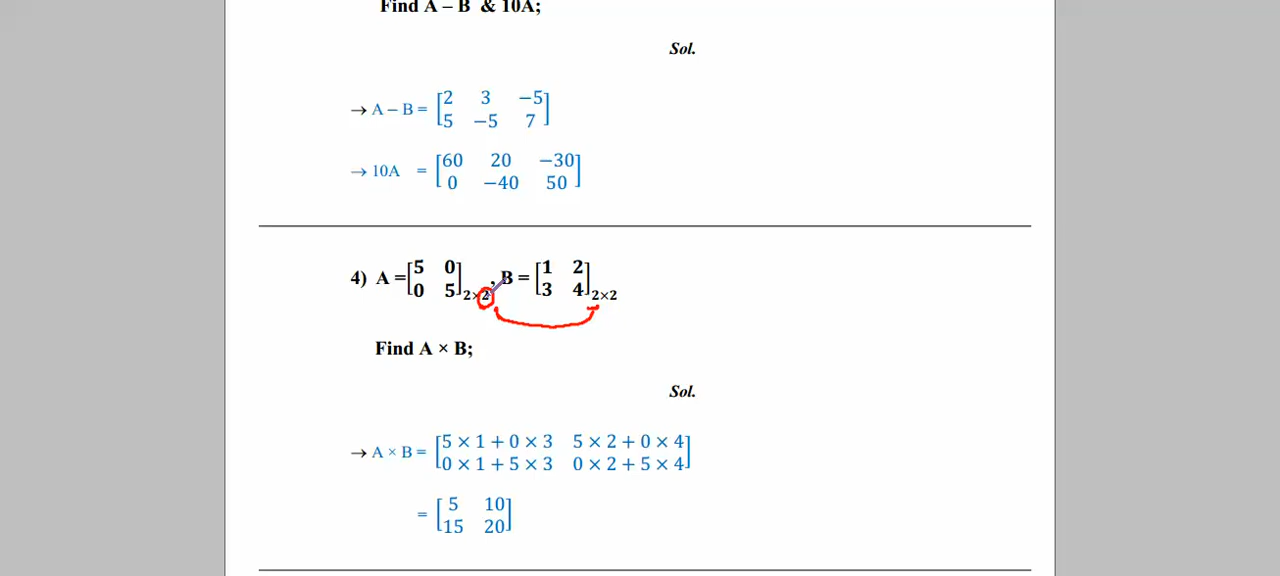 Find A – B & 10A;
Sol.
→ A – B = [2 3 −5
5 −5 7]
→ 10A = [60 20 −30
0 −40 50]
4) A = [5 0
0 5]2×2 , B = [1 2
3 4]2×2
Find A × B;
Sol.
→ A × B = [5 × 1 + 0 × 3 5 × 2 + 0 × 4
0 × 1 + 5 × 3 0 × 2 + 5 × 4]
= [5 10
15 20]